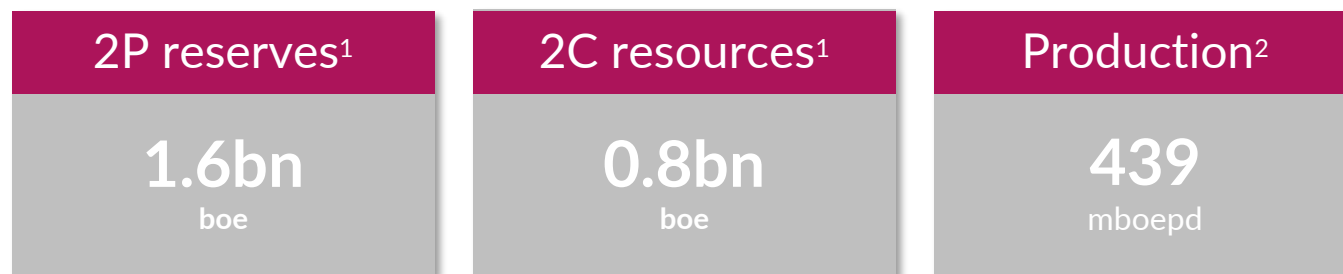 2P reserves¹
1.6bn
boe
2C resources¹
0.8bn
boe
Production²
439
mboepd